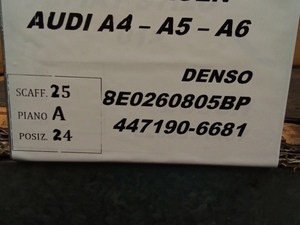 AUDI A4 – A5 – A6
DENSO
8E0260805BP
447190-6681
SCAFF. 25
PIANO A
POSIZ. 24